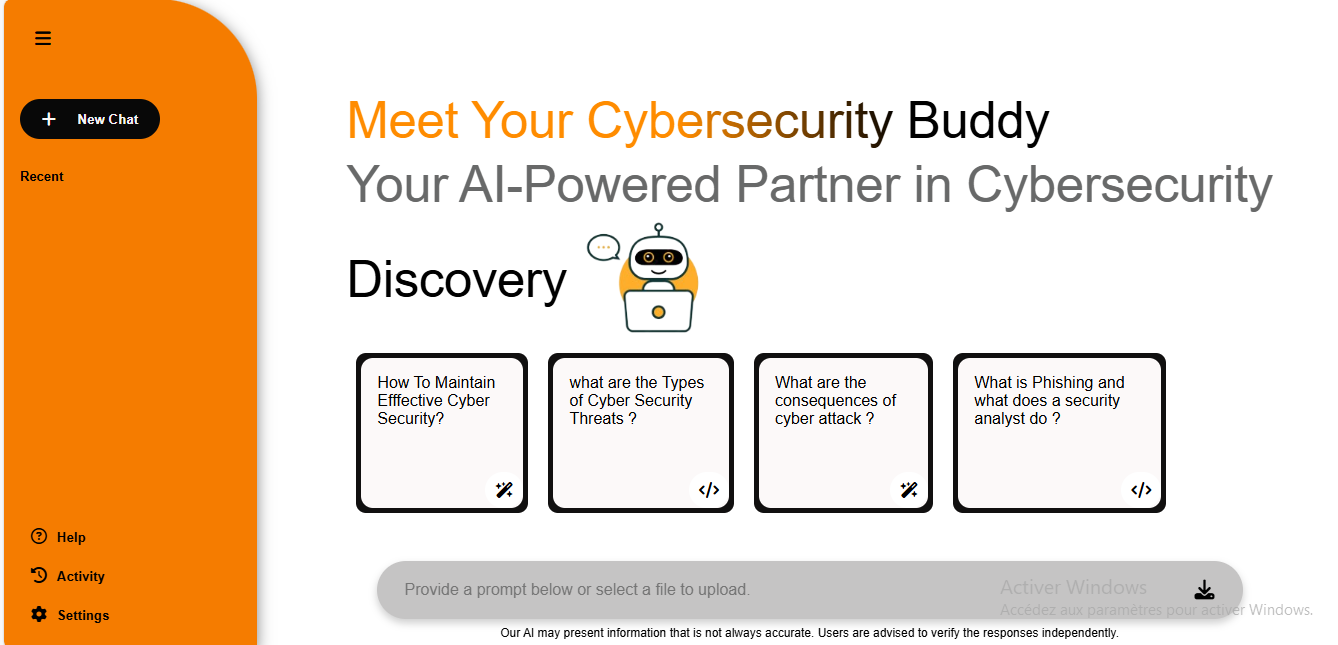 New Chat
Recent
Help
Activity
Settings
Meet Your Cybersecurity Buddy
Your AI-Powered Partner in Cybersecurity
Discovery
How To Maintain
Efffective Cyber
Security?
what are the Types
of Cyber Security
Threats ?
What are the
consequences of
cyber attack ?
What is Phishing and
what does a security
analyst do ?
Provide a prompt below or select a file to upload.
Activer Windows
Accédez aux paramètres pour activer Windows.
Our AI may present information that is not always accurate. Users are advised to verify the responses independently.